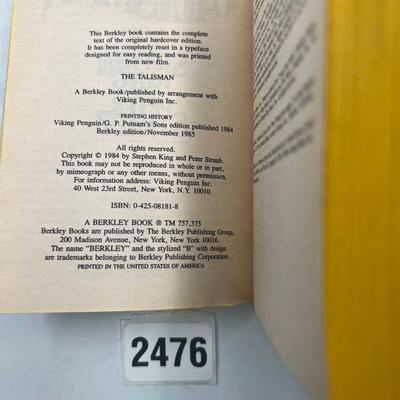 This Berkley book contains the complete
text of the original hardcover edition.
It has been completely reset in a typeface
designed for easy reading, and was printed
from new film.
THE TALISMAN
A Berkley Book/published by arrangement with
Viking Penguin Inc.
PRINTING HISTORY
Viking Penguin/G. P. Putnam's Sons edition published 1984
Berkley edition/November 1985
All rights reserved.
Copyright © 1984 by Stephen King and Peter Straub.
This book may not be reproduced in whole or in part,
by mimeograph or any other means, without permission.
For information address: Viking Penguin Inc.
40 West 23rd Street, New York, N.Y. 10010.
ISBN: 0-425-08181-8
A BERKLEY BOOK ® TM 757,375
Berkley Books are published by The Berkley Publishing Group,
200 Madison Avenue, New York, New York 10016.
The name "BERKLEY" and the stylized "B" with design
are trademarks belonging to Berkley Publishing Corporation.
PRINTED IN THE UNITED STATES OF AMERICA
2476